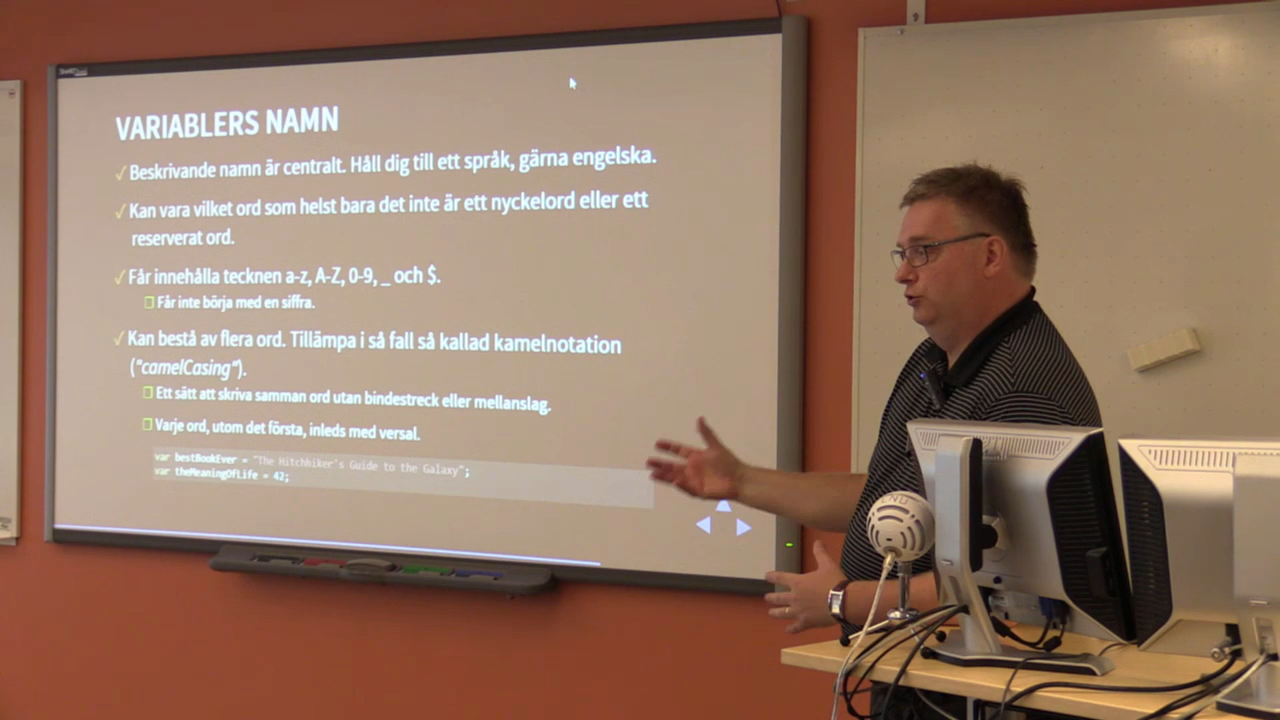 VARIABLERS NAMN
✓ Beskrivande namn är centralt. Håll dig till ett språk, gärna engelska.
✓ Kan vara vilket ord som helst bara det inte är ett nyckelord eller ett
reserverat ord.
✓ Får innehålla tecknen a-z, A-Z, 0-9, _ och $.
Får inte börja med en siffra.
✓ Kan bestå av flera ord. Tillämpa i så fall så kallad kamelnotation
("camelCasing").
Ett sätt att skriva samman ord utan bindestreck eller mellanslag.
Varje ord, utom det första, inleds med versal.
var bestBookEver = "The Hitchhiker's Guide to the Galaxy";
var theMeaningOfLife = 42;